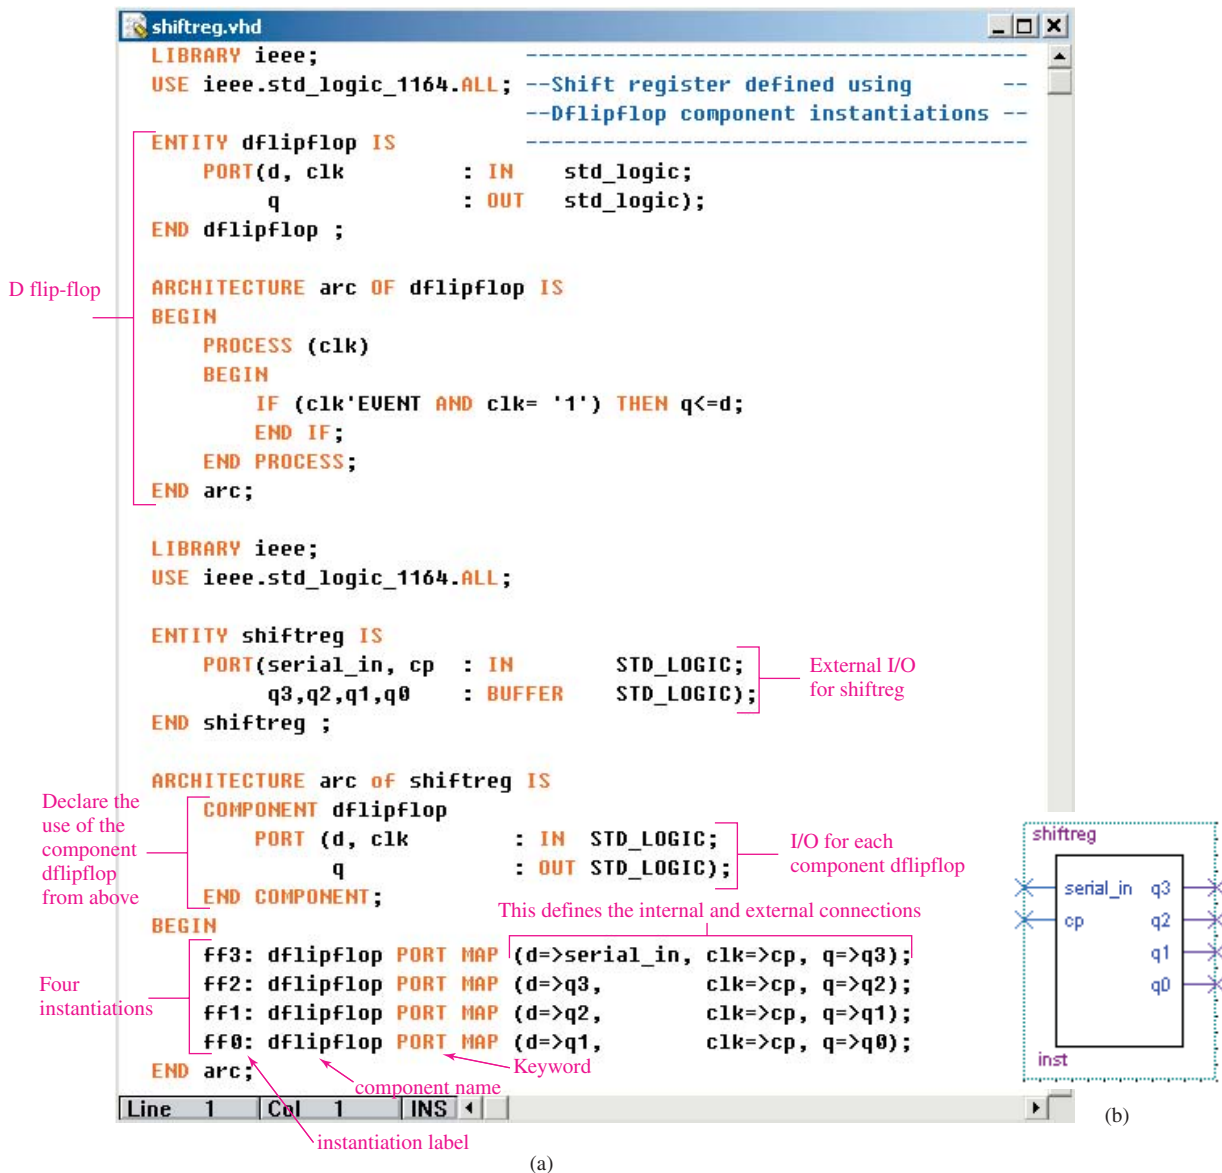 shiftreg.vhd
LIBRARY ieee; ---------------------------------------
USE ieee.std_logic_1164.ALL; --Shift register defined using --
--Dflipflop component instantiations --
ENTITY dflipflop IS ---------------------------------------
PORT(d, clk : IN std_logic;
q : OUT std_logic);
END dflipflop ;
D flip-flop
ARCHITECTURE arc OF dflipflop IS
BEGIN
PROCESS (clk)
BEGIN
IF (clk'EVENT AND clk= '1') THEN q<=d;
END IF;
END PROCESS;
END arc;
LIBRARY ieee;
USE ieee.std_logic_1164.ALL;
ENTITY shiftreg IS
PORT(serial_in, cp : IN STD_LOGIC;
q3,q2,q1,q0 : BUFFER STD_LOGIC);
END shiftreg ;
External I/O
for shiftreg
ARCHITECTURE arc of shiftreg IS
COMPONENT dflipflop
PORT (d, clk : IN STD_LOGIC;
q : OUT STD_LOGIC);
END COMPONENT;
Declare the
use of the
component
dflipflop
from above
I/O for each
component dflipflop
This defines the internal and external connections
BEGIN
ff3: dflipflop PORT MAP (d=>serial_in, clk=>cp, q=>q3);
ff2: dflipflop PORT MAP (d=>q3, clk=>cp, q=>q2);
ff1: dflipflop PORT MAP (d=>q2, clk=>cp, q=>q1);
ff0: dflipflop PORT MAP (d=>q1, clk=>cp, q=>q0);
END arc;
Four
instantiations
Keyword
component name
instantiation label
Line 1 Col 1 INS
(a)
shiftreg
serial_in q3
cp q2
q1
q0
inst
(b)